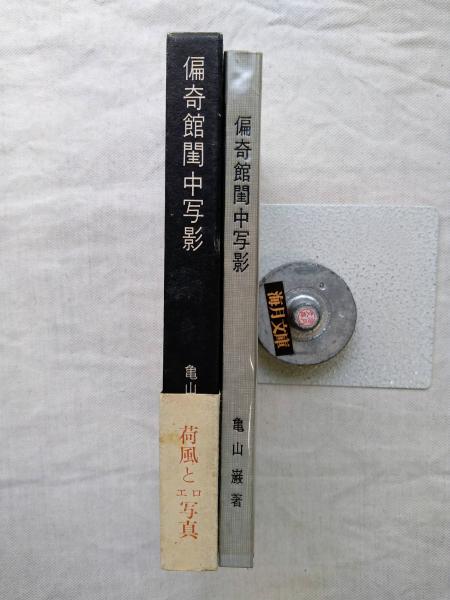 偏奇館閨中写影
亀山
荷風と
エロ
写真
偏奇館閨中写影
亀山巌著
海月文庫